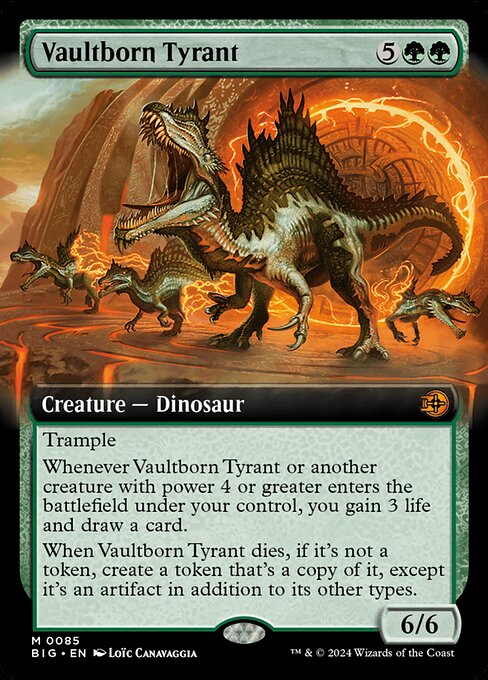 Vaultborn Tyrant 5
Creature — Dinosaur
Trample
Whenever Vaultborn Tyrant or another
creature with power 4 or greater enters the
battlefield under your control, you gain 3 life
and draw a card.
When Vaultborn Tyrant dies, if it's not a
token, create a token that's a copy of it, except
it's an artifact in addition to its other types.
6/6
M 0085
BIG • EN Loïc Canavaggia
™ & © 2024 Wizards of the Coast